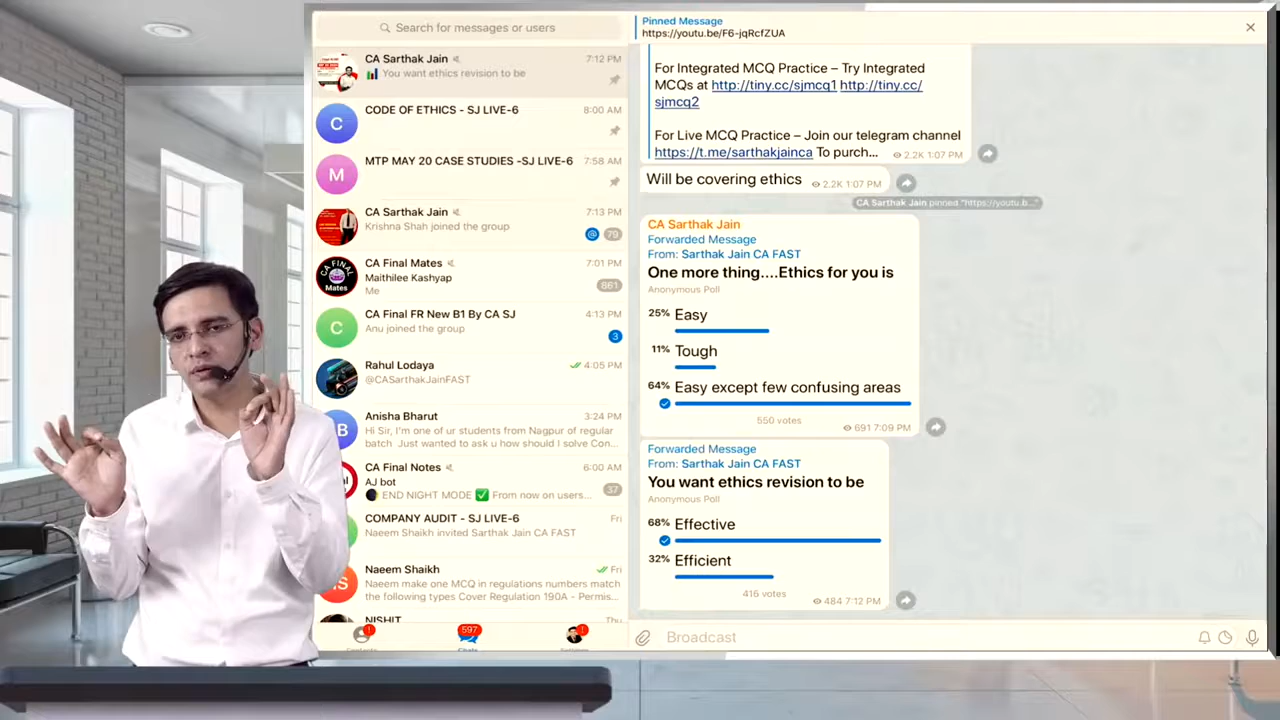 Search for messages or users
CA Sarthak Jain
7:12 PM
You want ethics revision to be
C
CODE OF ETHICS - SJ LIVE-6
8:00 AM
M
MTP MAY 20 CASE STUDIES -SJ LIVE-6
7:58 AM
CA Sarthak Jain
7:13 PM
Krishna Shah joined the group
@
79
CA FINAL
Mates
CA Final Mates
7:01 PM
Maithilee Kashyap
Me
861
C
CA Final FR New B1 By CA SJ
4:13 PM
Anu joined the group
3
Rahul Lodaya
4:05 PM
@CASarthakJainFAST
B
Anisha Bharut
3:24 PM
Hi Sir, I'm one of ur students from Nagpur of regular
batch Just wanted to ask u how should I solve Con...
CA Final Notes
6:00 AM
AJ bot
END NIGHT MODE ✅ From now on users...
37
COMPANY AUDIT - SJ LIVE-6
Fri
Naeem Shaikh invited Sarthak Jain CA FAST
S
Naeem Shaikh
Fri
Naeem make one MCQ in regulations numbers match
the following types Cover Regulation 190A - Permis...
NISHIT
Thu
1
597
1
Pinned Message
https://youtu.be/F6-jqRcfZUA
For Integrated MCQ Practice – Try Integrated
MCQs at http://tiny.cc/sjmcq1 http://tiny.cc/
sjmcq2
For Live MCQ Practice – Join our telegram channel
https://t.me/sarthakjainca To purch...
2.2K 1:07 PM
Will be covering ethics
2.2K 1:07 PM
CA Sarthak Jain pinned "https://youtu.b..."
CA Sarthak Jain
Forwarded Message
From: Sarthak Jain CA FAST
One more thing....Ethics for you is
Anonymous Poll
25% Easy
11% Tough
64% Easy except few confusing areas
550 votes
691 7:09 PM
Forwarded Message
From: Sarthak Jain CA FAST
You want ethics revision to be
Anonymous Poll
68% Effective
32% Efficient
416 votes
484 7:12 PM
Broadcast